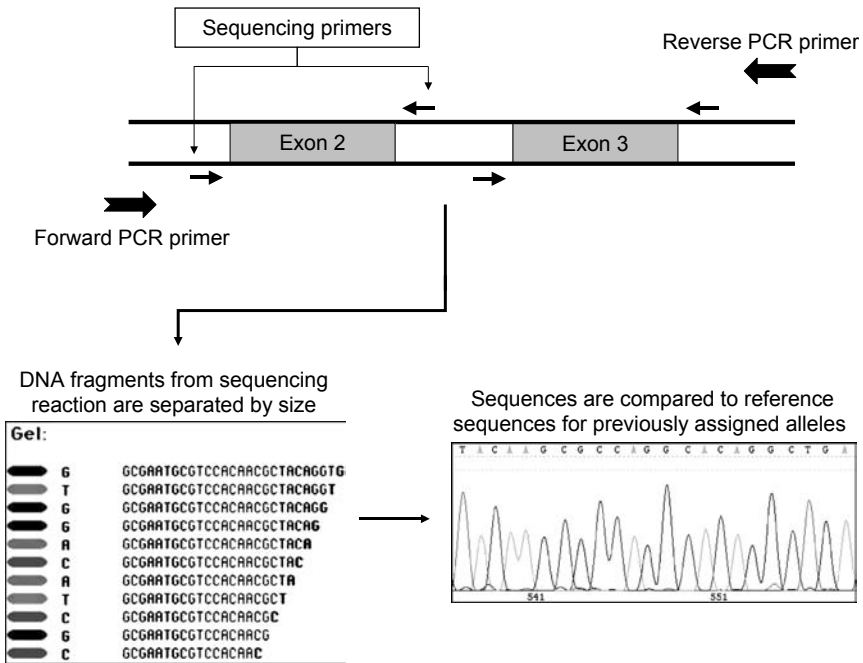 Sequencing primers
Reverse PCR primer
Exon 2
Exon 3
Forward PCR primer
DNA fragments from sequencing
reaction are separated by size
Gel:
G GCGAATGCGTCCACAACGCTACAGGTG
T GCGAATGCGTCCACAACGCTACAGGT
G GCGAATGCGTCCACAACGCTACAGG
G GCGAATGCGTCCACAACGCTACAG
A GCGAATGCGTCCACAACGCTACA
C GCGAATGCGTCCACAACGCTAC
A GCGAATGCGTCCACAACGCTA
T GCGAATGCGTCCACAACGCT
C GCGAATGCGTCCACAACGC
G GCGAATGCGTCCACAACG
C GCGAATGCGTCCACAAC
Sequences are compared to reference
sequences for previously assigned alleles
T A C A A G C G C C A G G C A C A G G C T G A
541 551